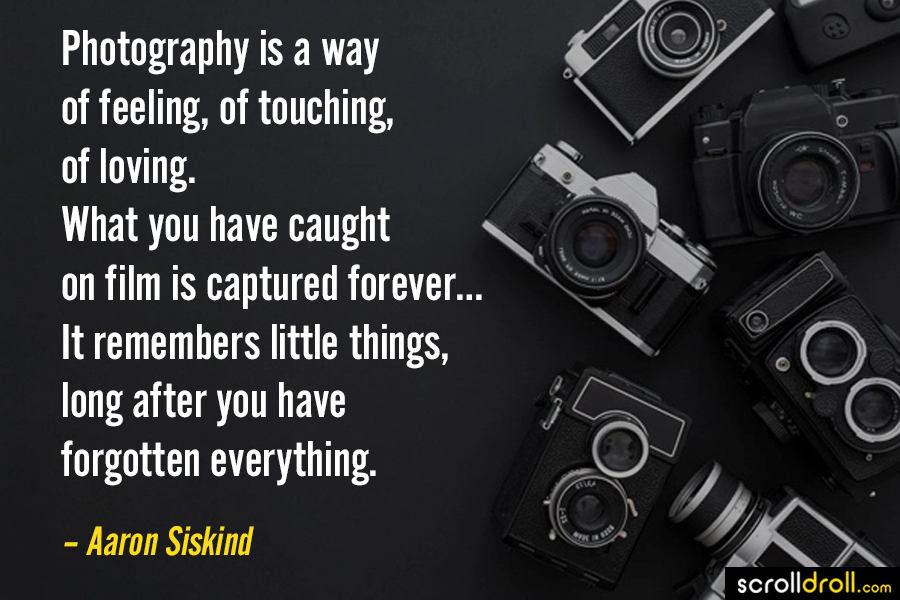 Photography is a way
of feeling, of touching,
of loving.
What you have caught
on film is captured forever...
It remembers little things,
long after you have
forgotten everything.
– Aaron Siskind
scrolldroll.com